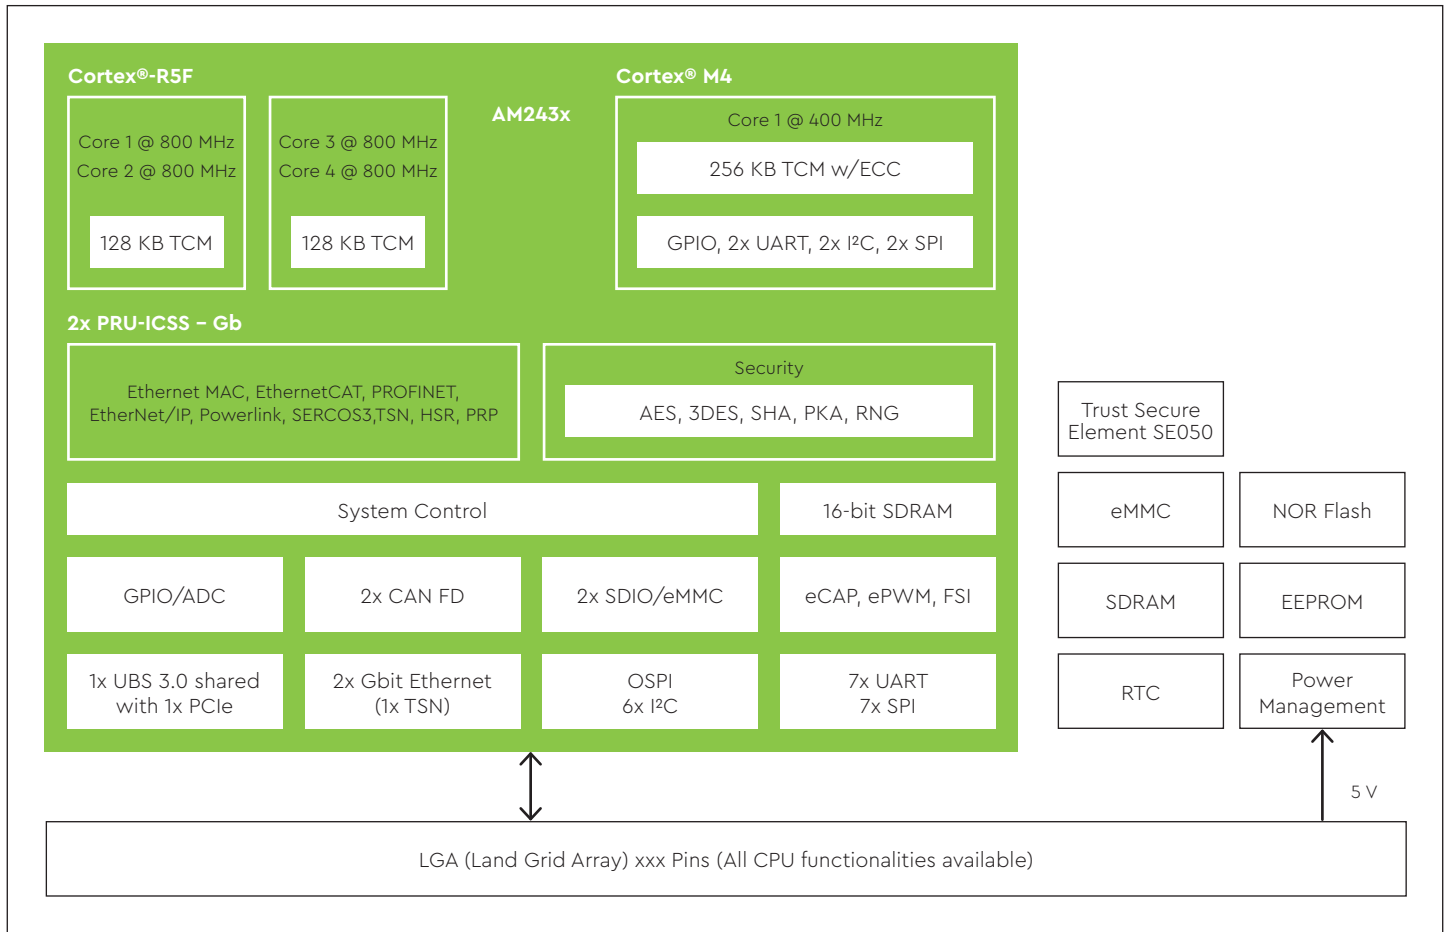 Cortex®-R5F
Cortex® M4
AM243x
Core 1 @ 800 MHz
Core 2 @ 800 MHz
128 KB TCM
Core 3 @ 800 MHz
Core 4 @ 800 MHz
128 KB TCM
Core 1 @ 400 MHz
256 KB TCM w/ECC
GPIO, 2x UART, 2x I²C, 2x SPI
2x PRU-ICSS – Gb
Ethernet MAC, EthernetCAT, PROFINET,
EtherNet/IP, Powerlink, SERCOS3,TSN, HSR, PRP
Security
AES, 3DES, SHA, PKA, RNG
System Control
16-bit SDRAM
GPIO/ADC
2x CAN FD
2x SDIO/eMMC
eCAP, ePWM, FSI
1x UBS 3.0 shared
with 1x PCIe
2x Gbit Ethernet
(1x TSN)
OSPI
6x I²C
7x UART
7x SPI
Trust Secure
Element SE050
eMMC
NOR Flash
SDRAM
EEPROM
RTC
Power
Management
5 V
LGA (Land Grid Array) xxx Pins (All CPU functionalities available)